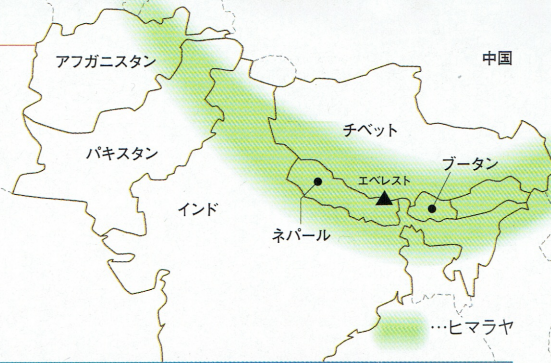 アフガニスタン
中国
チベット
パキスタン
ブータン
エベレスト
インド
ネパール
…ヒマラヤ